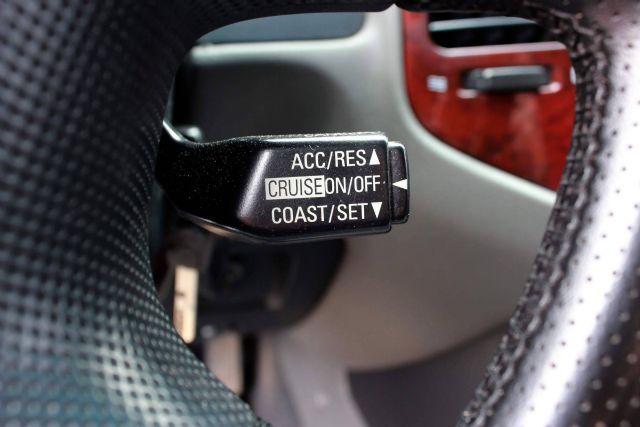 ACC/RES▲
CRUISE ON/OFF ◄
COAST/SET▼